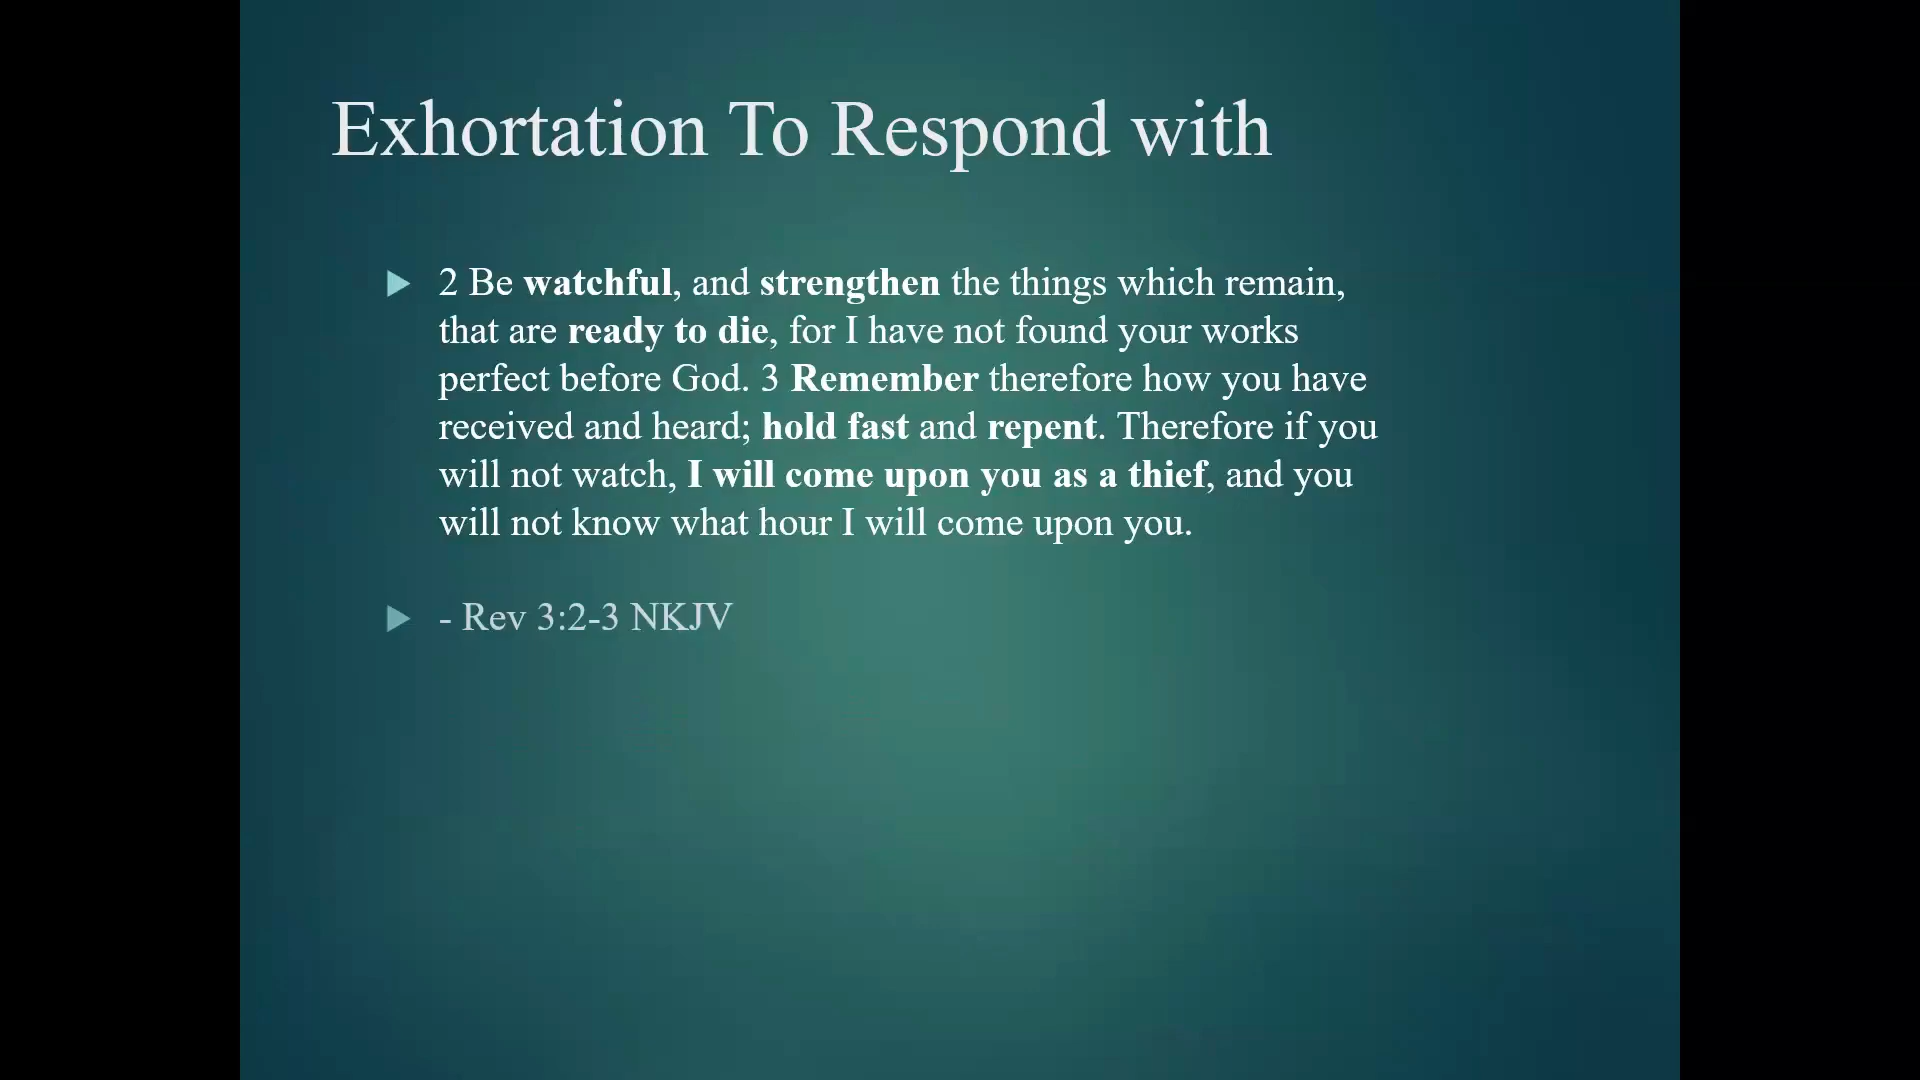 Exhortation To Respond with
2 Be watchful, and strengthen the things which remain,
that are ready to die, for I have not found your works
perfect before God. 3 Remember therefore how you have
received and heard; hold fast and repent. Therefore if you
will not watch, I will come upon you as a thief, and you
will not know what hour I will come upon you.
- Rev 3:2-3 NKJV